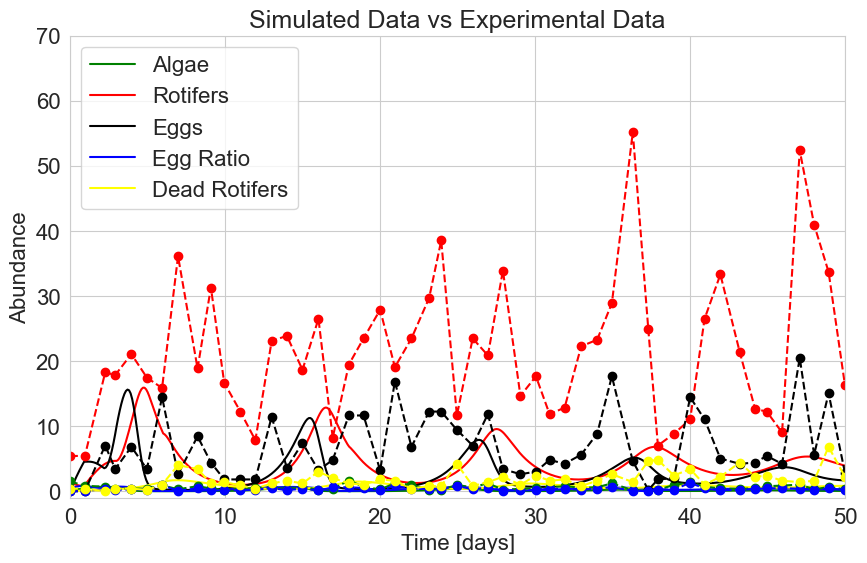 Simulated Data vs Experimental Data
70
60
50
40
30
20
10
0
Abundance
Algae
Rotifers
Eggs
Egg Ratio
Dead Rotifers
0 10 20 30 40 50
Time [days]